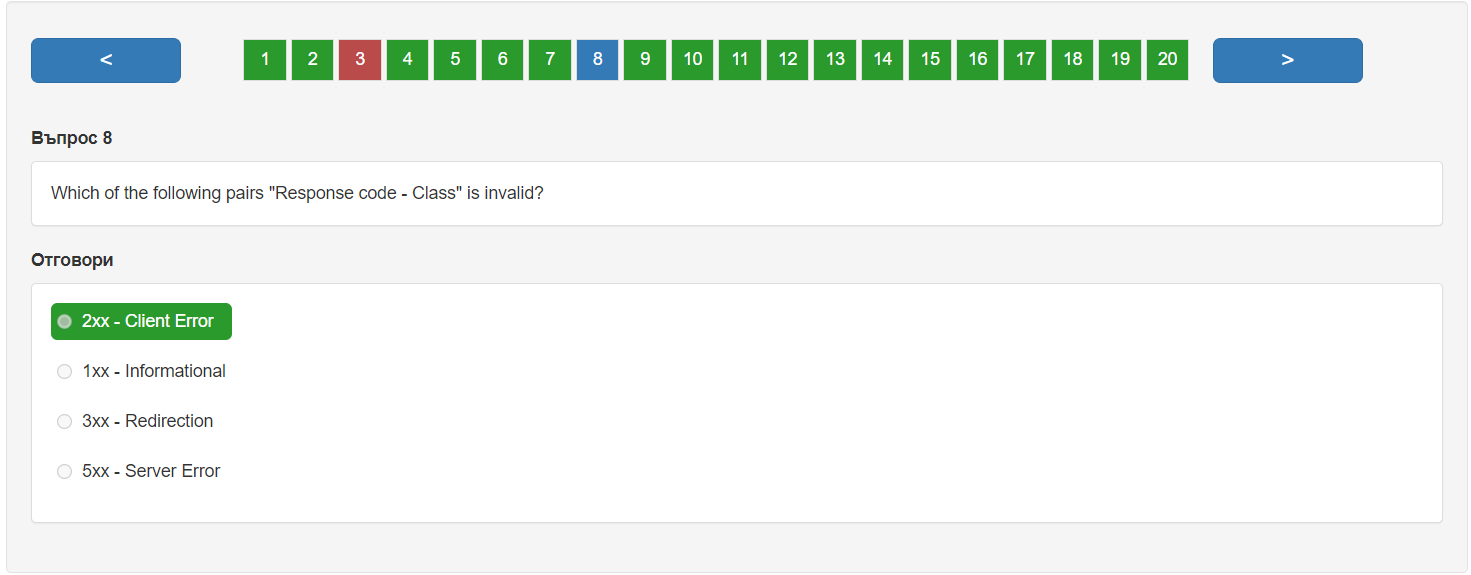 < 1 2 3 4 5 6 7 8 9 10 11 12 13 14 15 16 17 18 19 20 >
Въпрос 8
Which of the following pairs "Response code - Class" is invalid?
Отговори
2xx - Client Error
1xx - Informational
3xx - Redirection
5xx - Server Error